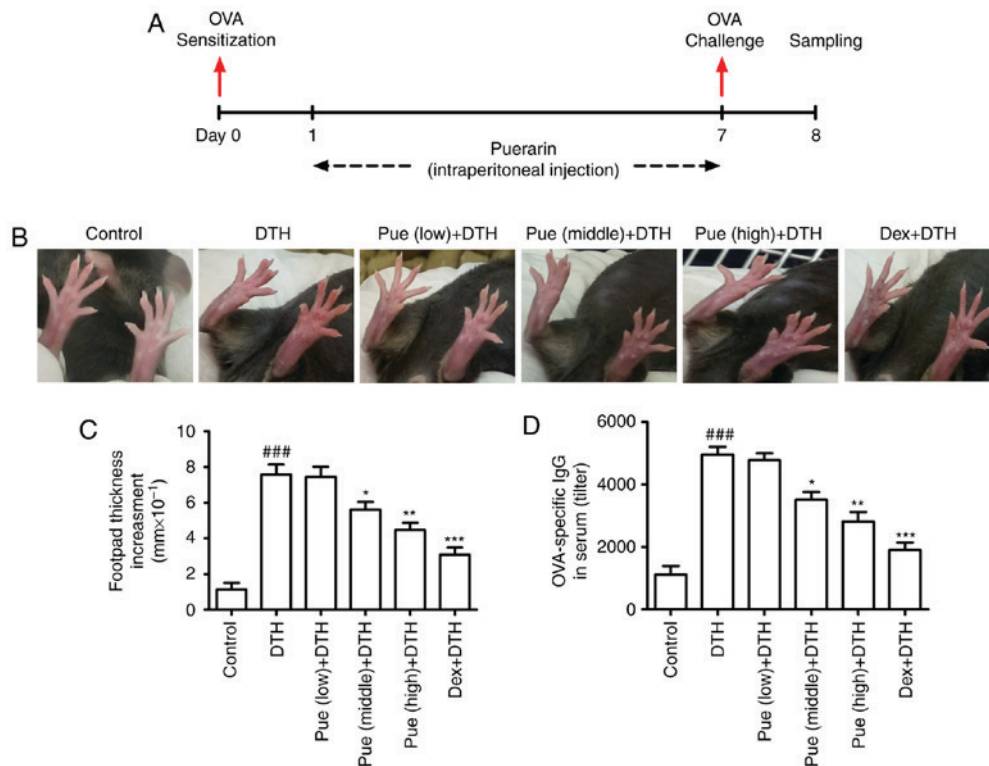 A
OVA
Sensitization
OVA
Challenge
Sampling
Day 0
1
7
8
Puerarin
(intraperitoneal injection)
B
Control
DTH
Pue (low)+DTH
Pue (middle)+DTH
Pue (high)+DTH
Dex+DTH
C
Footpad thickness
increasment
(mm×10⁻¹)
10
8
6
4
2
0
###
*
**
***
Control
DTH
Pue (low)+DTH
Pue (middle)+DTH
Pue (high)+DTH
Dex+DTH
D
OVA-specific IgG
in serum (tilter)
6000
4000
2000
0
###
*
**
***
Control
DTH
Pue (low)+DTH
Pue (middle)+DTH
Pue (high)+DTH
Dex+DTH